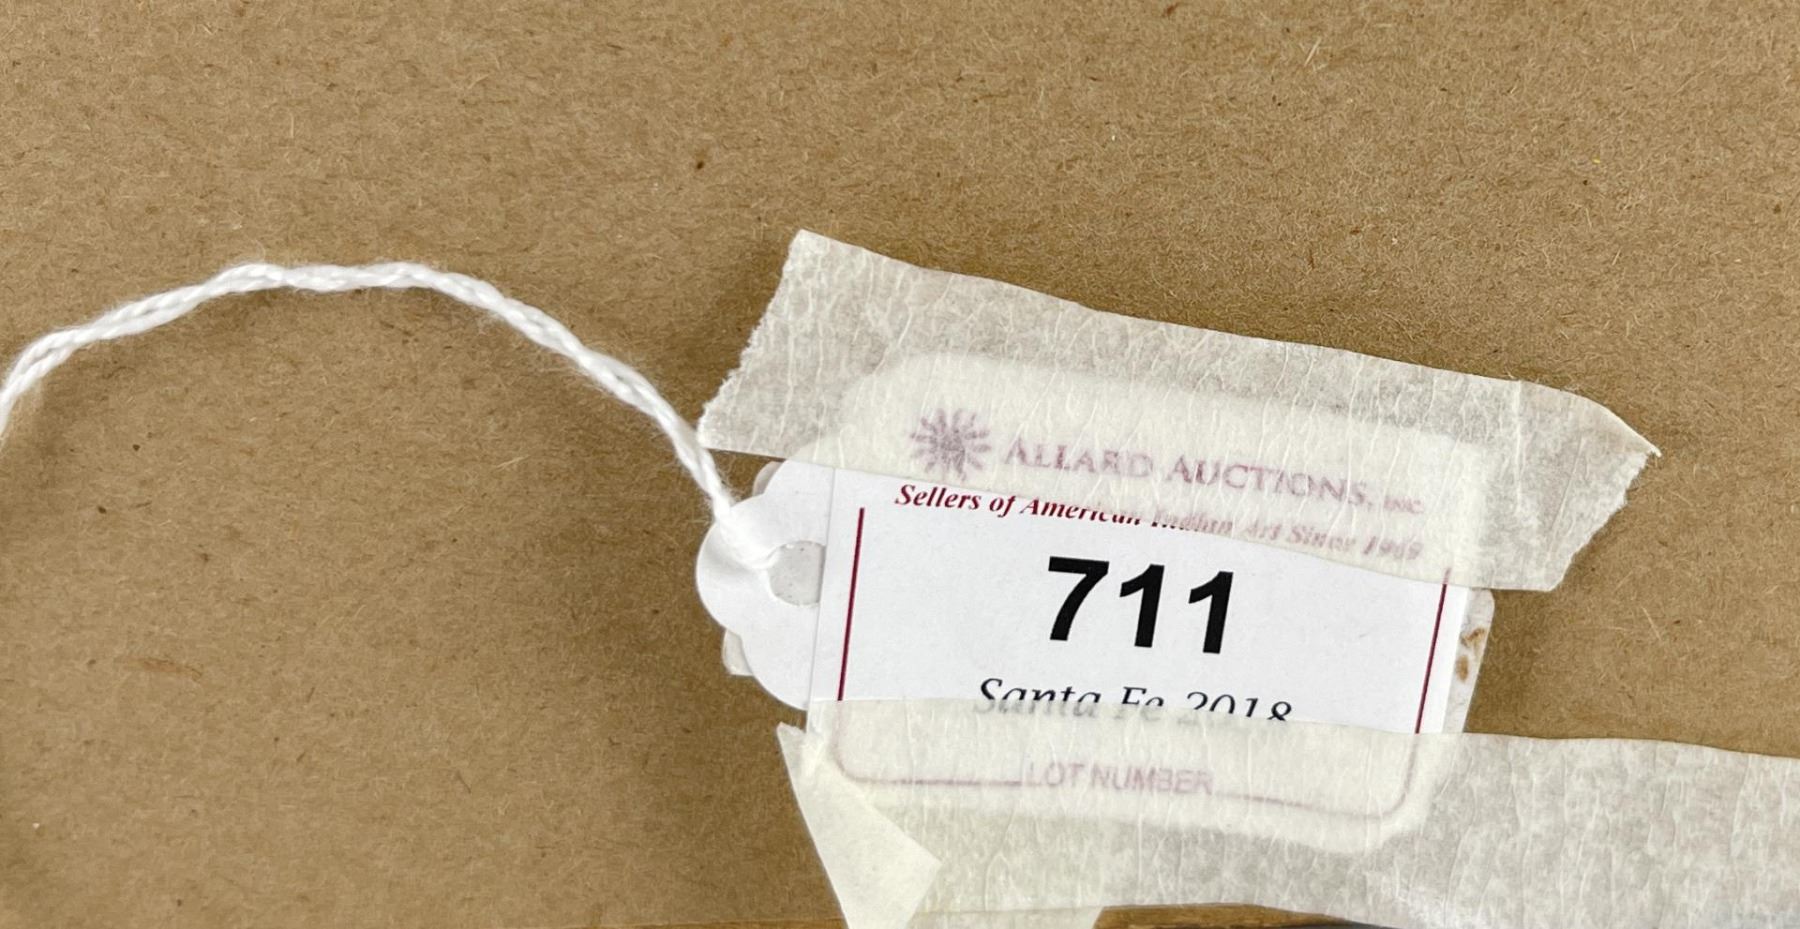 ALLARD AUCTIONS, INC.
Sellers of American Indian Art Since 1969
711
Santa Fe 2018
LOT NUMBER